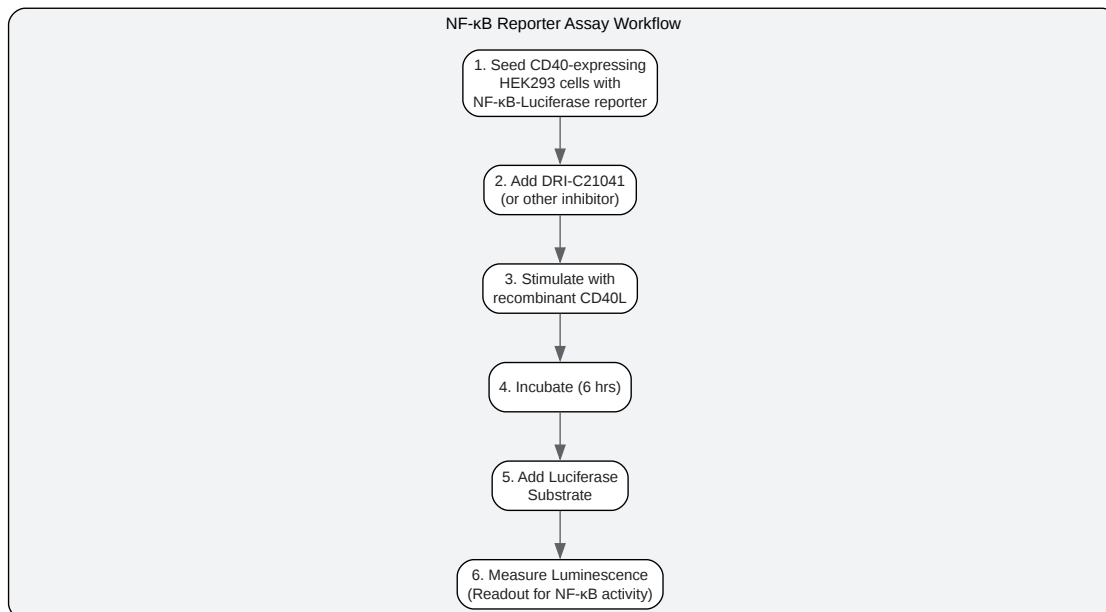 NF-κB Reporter Assay Workflow
1. Seed CD40-expressing
HEK293 cells with
NF-κB-Luciferase reporter
2. Add DRI-C21041
(or other inhibitor)
3. Stimulate with
recombinant CD40L
4. Incubate (6 hrs)
5. Add Luciferase
Substrate
6. Measure Luminescence
(Readout for NF-κB activity)